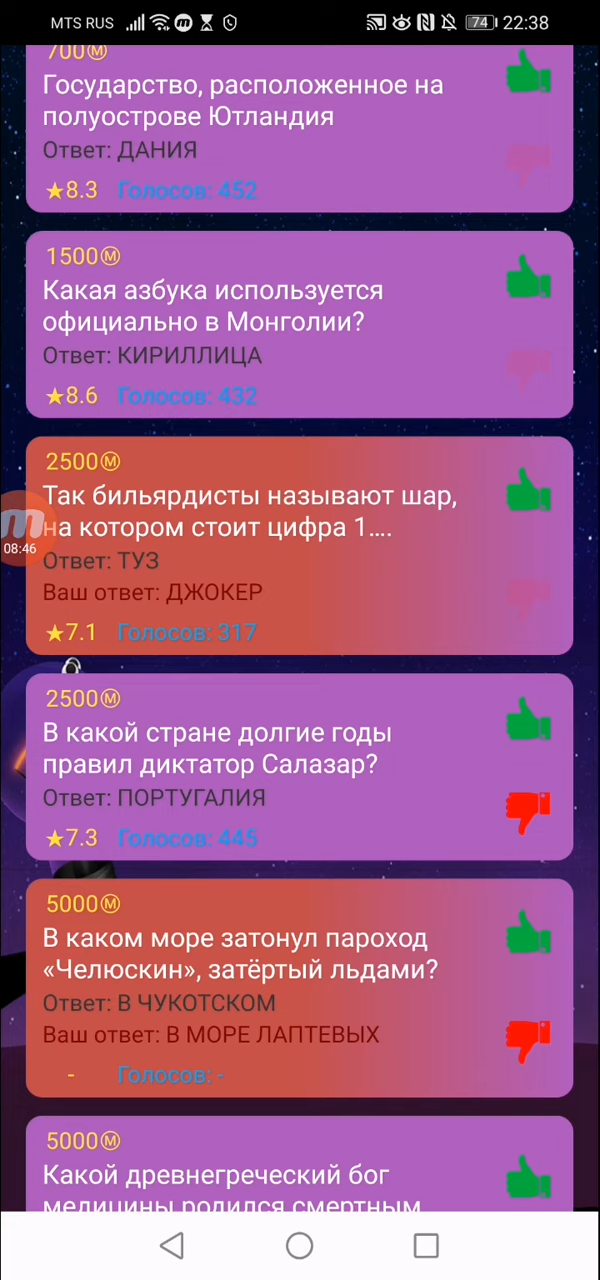 MTS RUS 74 22:38
700Ⓜ
Государство, расположенное на
полуострове Ютландия
Ответ: ДАНИЯ
★8.3 Голосов: 452
1500Ⓜ
Какая азбука используется
официально в Монголии?
Ответ: КИРИЛЛИЦА
★8.6 Голосов: 432
2500Ⓜ
Так бильярдисты называют шар,
на котором стоит цифра 1....
08:46
Ответ: ТУЗ
Ваш ответ: ДЖОКЕР
★7.1 Голосов: 317
2500Ⓜ
В какой стране долгие годы
правил диктатор Салазар?
Ответ: ПОРТУГАЛИЯ
★7.3 Голосов: 445
5000Ⓜ
В каком море затонул пароход
«Челюскин», затёртый льдами?
Ответ: В ЧУКОТСКОМ
Ваш ответ: В МОРЕ ЛАПТЕВЫХ
- Голосов: -
5000Ⓜ
Какой древнегреческий бог
медицины родился смертным